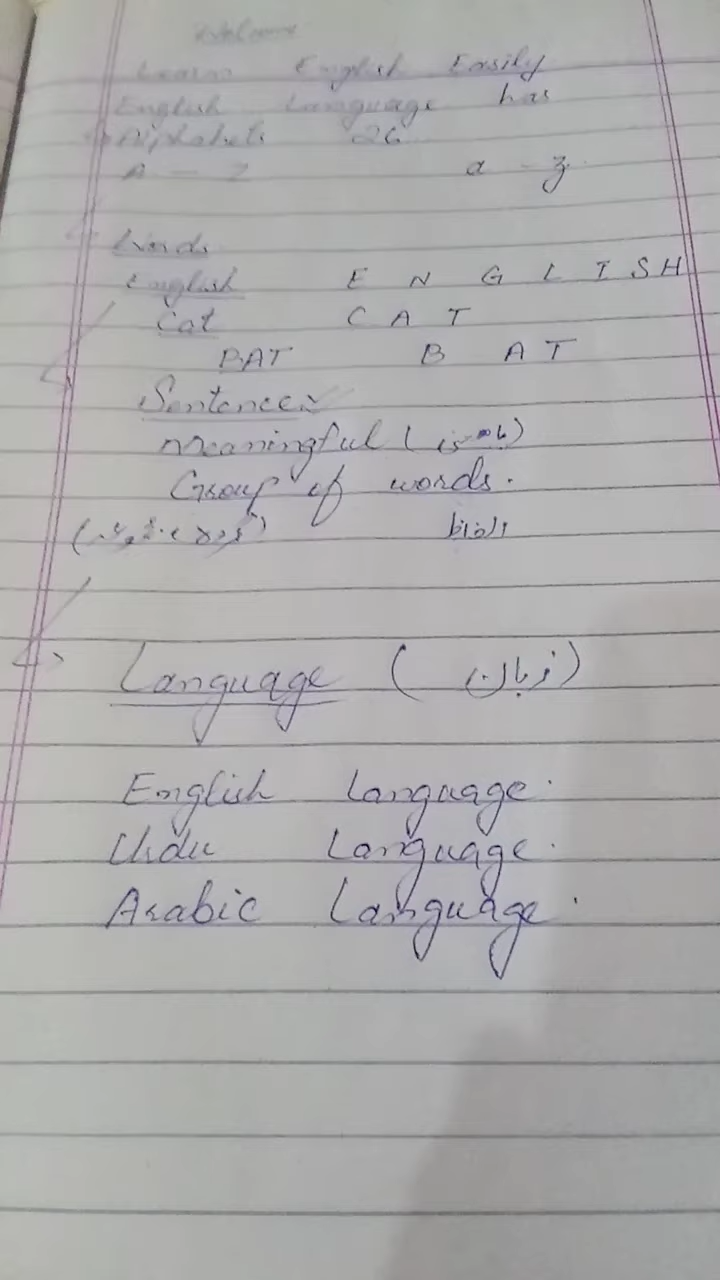 Welcome
Learn English Easily
English Language has
Alphabets 26
A — Z a - z
Words
English E N G L I S H
Cat C A T
BAT B A T
Sentence
Meaningful (بامعنی)
Group of words.
الفاظ
Language (زبان)
English Language.
Urdu Language.
Arabic Language.